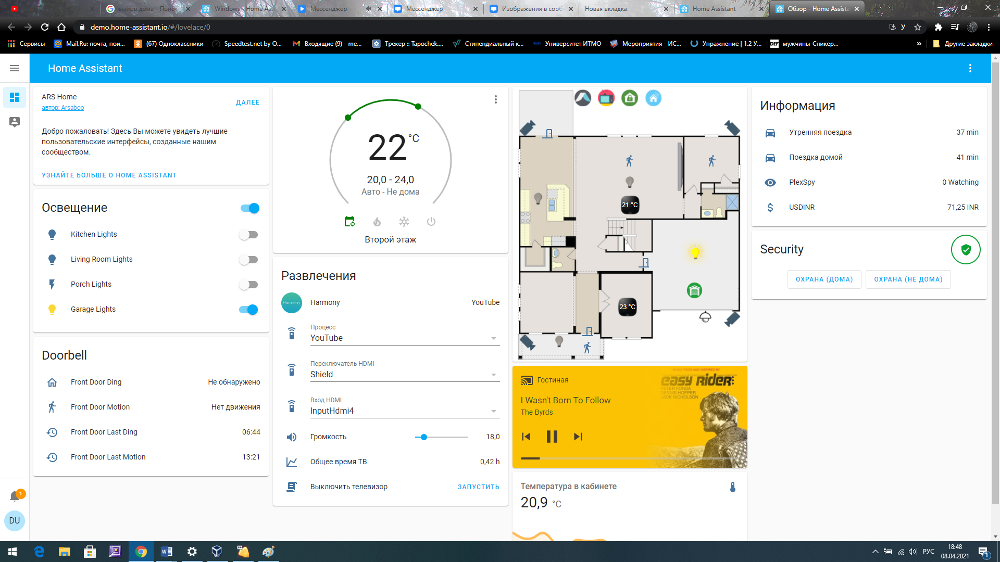 майор дома - Поиск
Windows - Home Ass
Мессенджер
Мессенджер
Изображения в сооб
Новая вкладка
Home Assistant
Обзор - Home Assista
demo.home-assistant.io/#/lovelace/0
Сервисы
Mail.Ru: почта, пои...
(67) Одноклассники
Speedtest.net by O...
Входящие (9) - me...
Трекер :: Tapochek....
Стипендиальный к...
Университет ИТМО
Мероприятия - ИС...
Упражнение | 1.2 У...
DEF
мужчины-Сникер...
»
Другие закладки
Home Assistant
ARS Home
автор: Arsaboo
ДАЛЕЕ
Добро пожаловать! Здесь Вы можете увидеть лучшие
пользовательские интерфейсы, созданные нашим
сообществом.
УЗНАЙТЕ БОЛЬШЕ О HOME ASSISTANT
Освещение
Kitchen Lights
Living Room Lights
Porch Lights
Garage Lights
Doorbell
Front Door Ding Не обнаружено
Front Door Motion Нет движения
Front Door Last Ding 06:44
Front Door Last Motion 13:21
1
DU
22 °C
20,0 - 24,0
Авто - Не дома
Второй этаж
Развлечения
Harmony
Harmony YouTube
Процесс
YouTube
Переключатель HDMI
Shield
Вход HDMI
InputHdmi4
Громкость 18,0
Общее время ТВ 0,42 h
Выключить телевизор ЗАПУСТИТЬ
21 °C
23 °C
Гостиная
I Wasn't Born To Follow
The Byrds
MUSIC FROM AND INSPIRED BY
easy Rider
PETER FONDA
DENNIS HOPPER
JACK NICHOLSON
Температура в кабинете
20,9 °C
Информация
Утренняя поездка 37 min
Поездка домой 41 min
PlexSpy 0 Watching
USDINR 71,25 INR
Security
ОХРАНА (ДОМА)
ОХРАНА (НЕ ДОМА)
РУС
18:48
08.04.2021
1